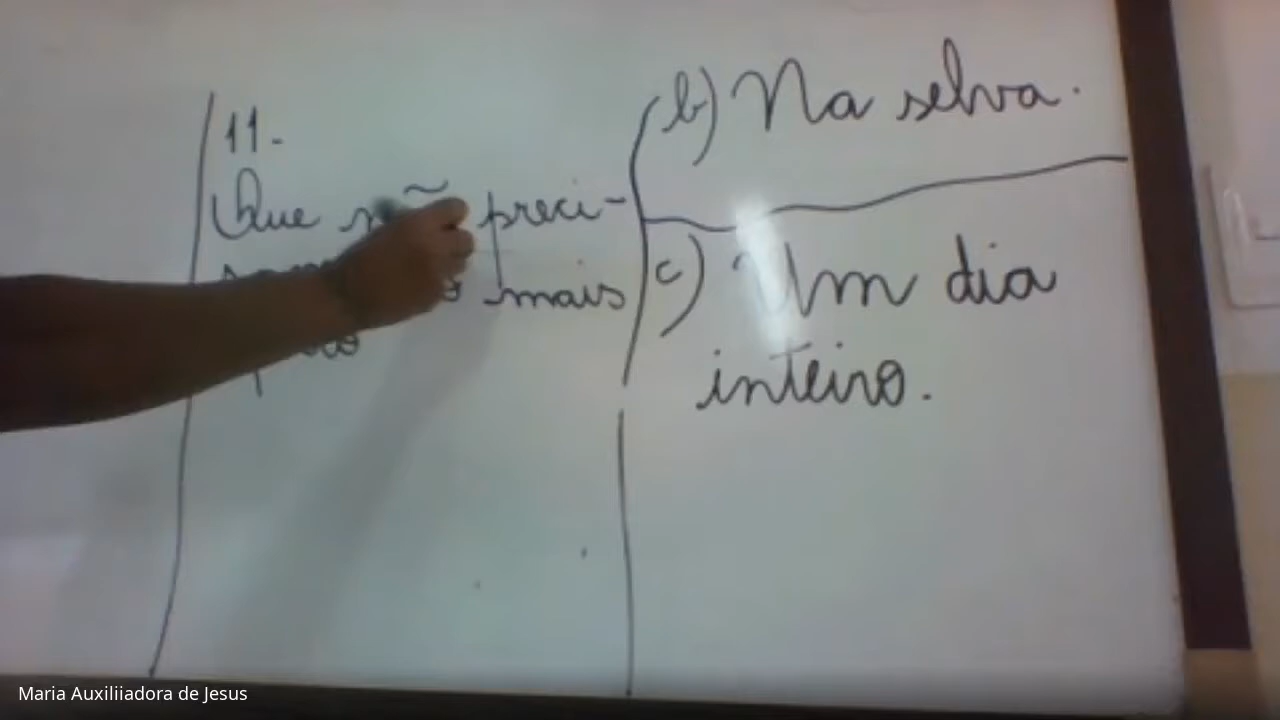 11.
Que preci-
mais
b) Na selva.
c) Um dia
inteiro.
Maria Auxiliiadora de Jesus